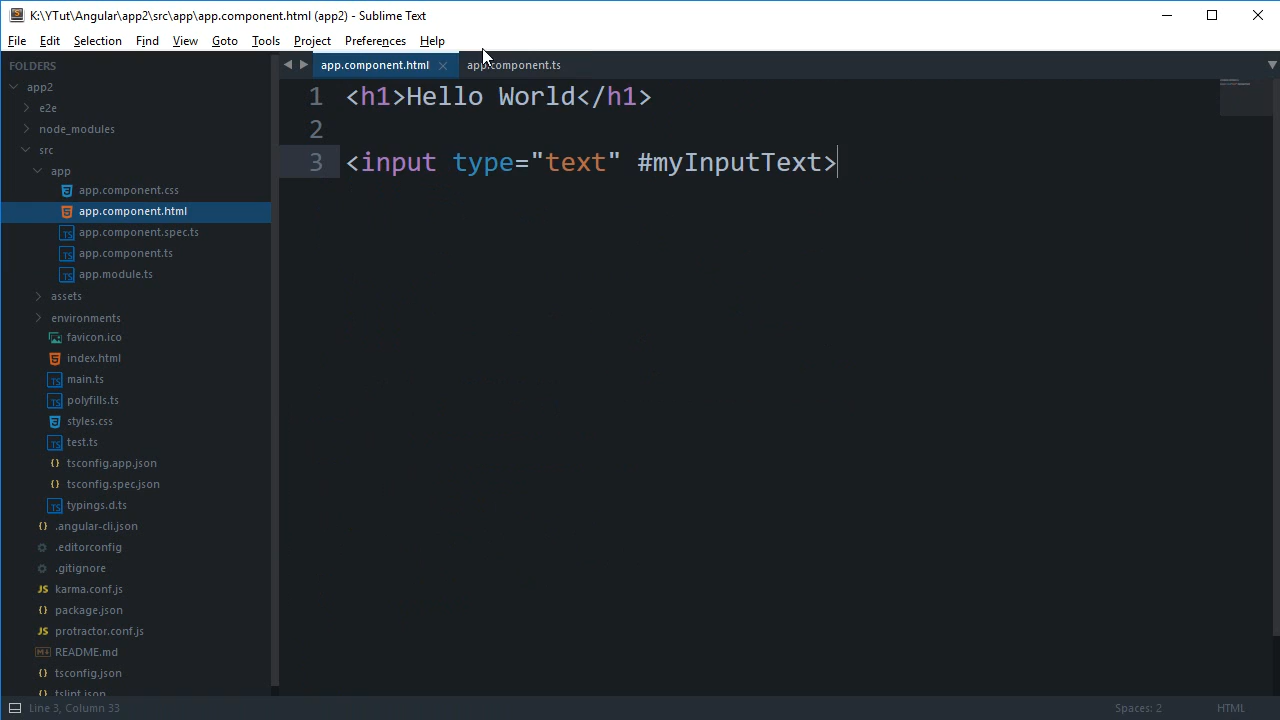 K:\YTut\Angular\app2\src\app\app.component.html (app2) - Sublime Text
File Edit Selection Find View Goto Tools Project Preferences Help
FOLDERS
app2
e2e
node_modules
src
app
app.component.css
app.component.html
app.component.spec.ts
app.component.ts
app.module.ts
assets
environments
favicon.ico
index.html
main.ts
polyfills.ts
styles.css
test.ts
tsconfig.app.json
tsconfig.spec.json
typings.d.ts
.angular-cli.json
.editorconfig
.gitignore
karma.conf.js
package.json
protractor.conf.js
README.md
tsconfig.json
tslint.json
app.component.html app.component.ts
1 <h1>Hello World</h1>
2
3 <input type="text" #myInputText>
Line 3, Column 33 Spaces: 2 HTML